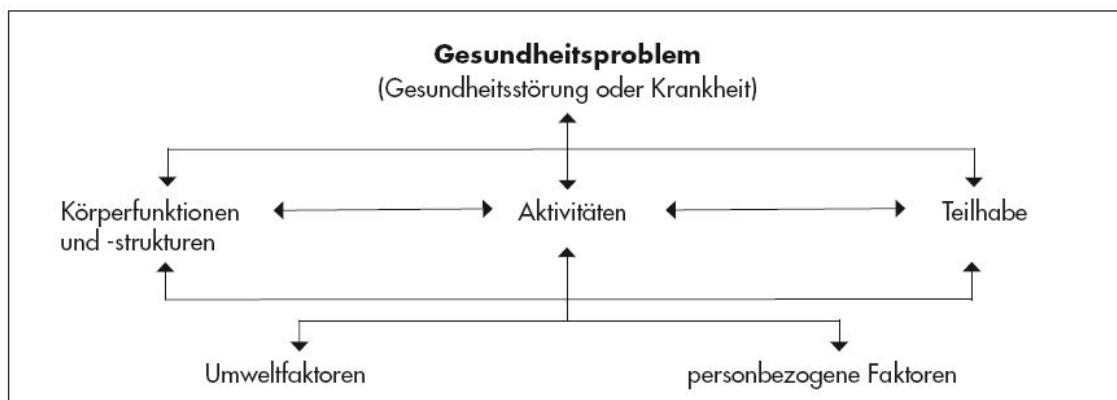 Gesundheitsproblem
(Gesundheitsstörung oder Krankheit)
Körperfunktionen
und -strukturen
Aktivitäten
Teilhabe
Umweltfaktoren
personbezogene Faktoren